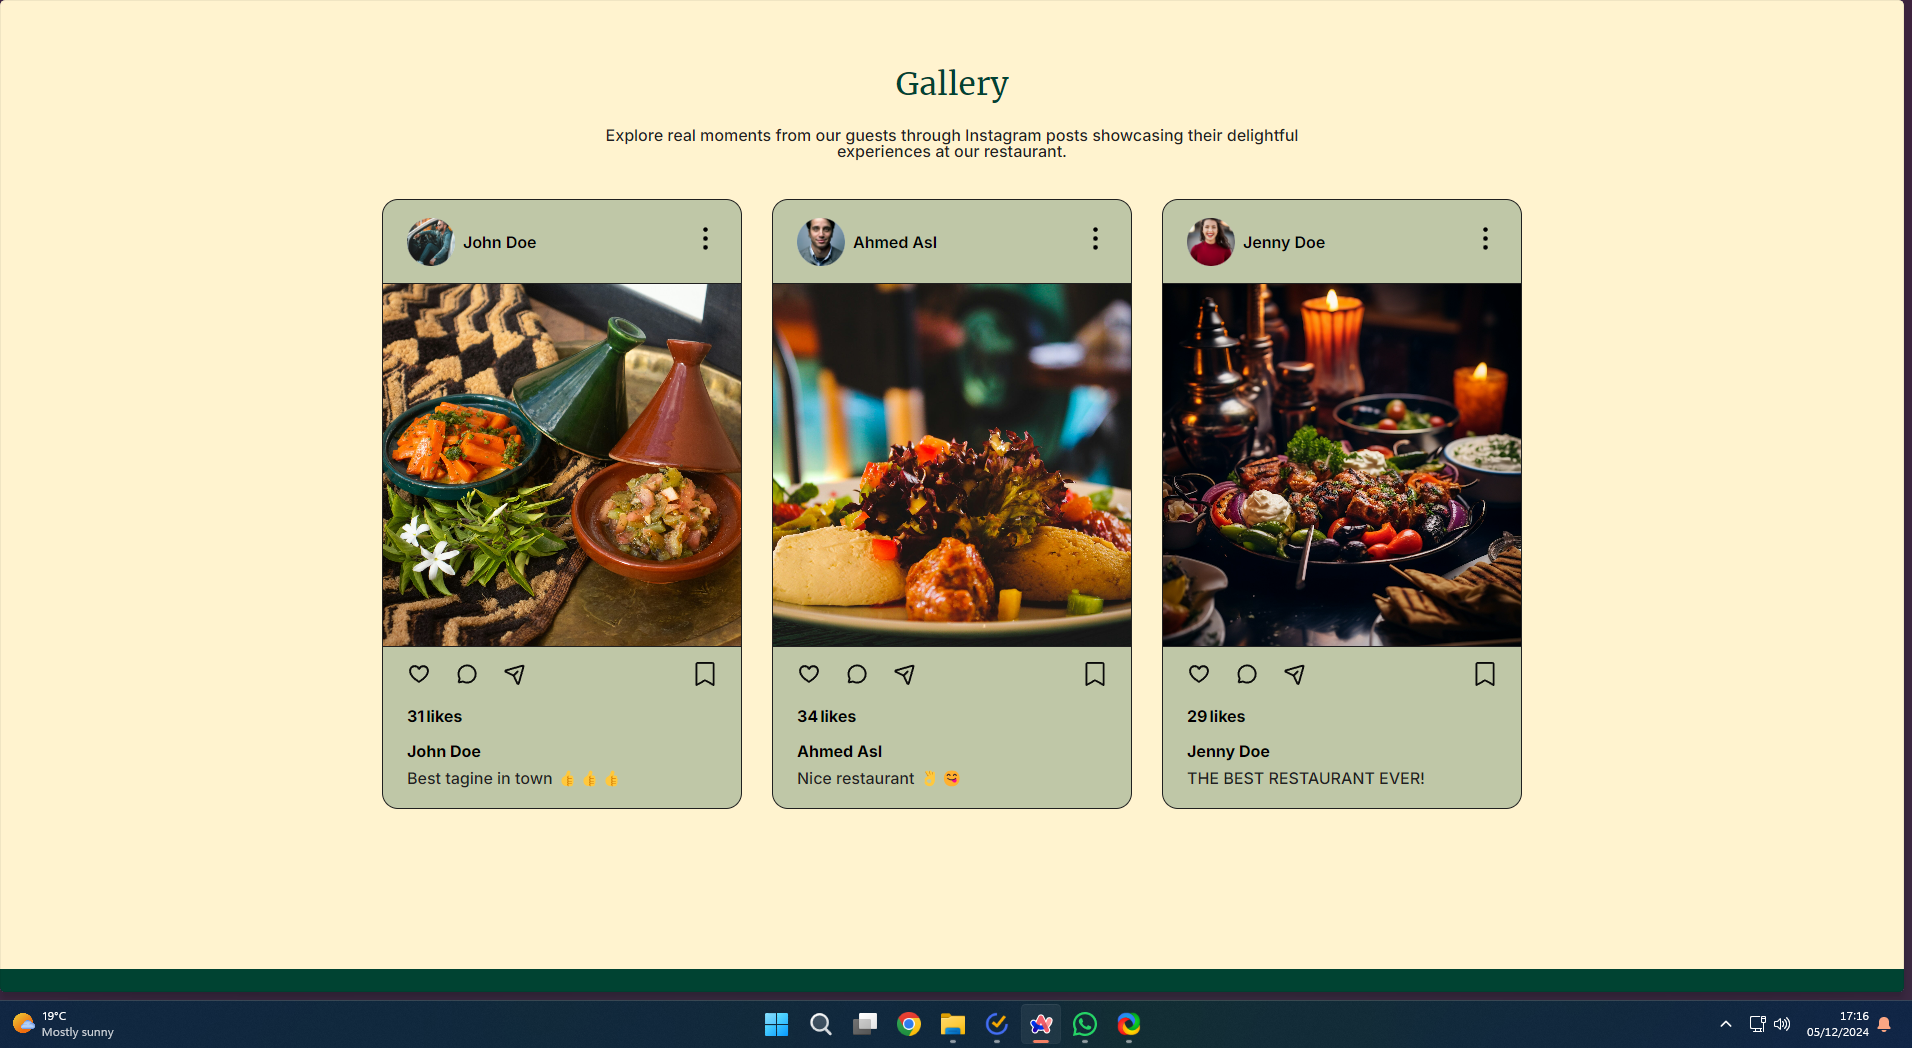 Gallery
Explore real moments from our guests through Instagram posts showcasing their delightful
experiences at our restaurant.
John Doe
31 likes
John Doe
Best tagine in town 👍 👍 👍
Ahmed Asl
34 likes
Ahmed Asl
Nice restaurant 👌 😋
Jenny Doe
29 likes
Jenny Doe
THE BEST RESTAURANT EVER!
19°C
Mostly sunny
17:16
05/12/2024